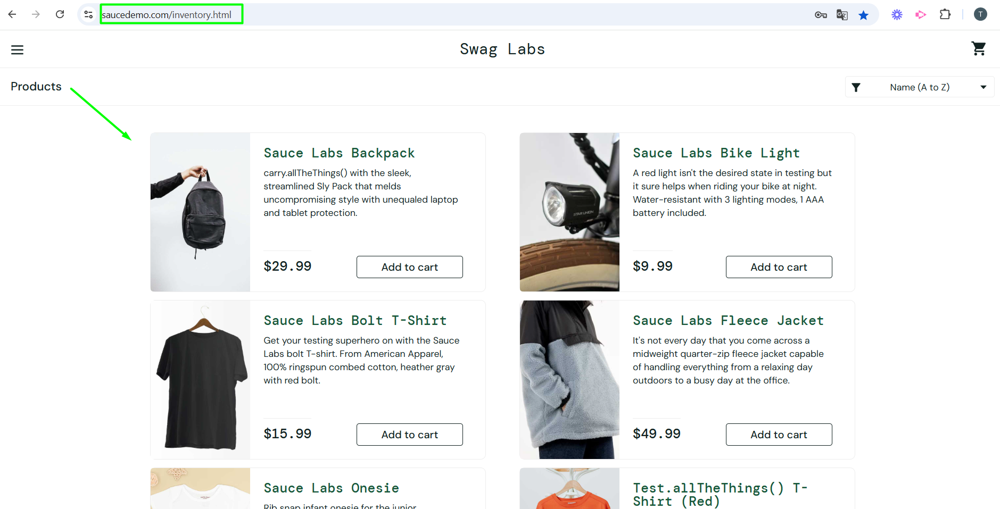 saucedemo.com/inventory.html
T
Swag Labs
Products
Name (A to Z)
Sauce Labs Backpack
carry.allTheThings() with the sleek,
streamlined Sly Pack that melds
uncompromising style with unequaled laptop
and tablet protection.
$29.99
Add to cart
Sauce Labs Bike Light
A red light isn't the desired state in testing but
it sure helps when riding your bike at night.
Water-resistant with 3 lighting modes, 1 AAA
battery included.
STAR UNION
$9.99
Add to cart
Sauce Labs Bolt T-Shirt
Get your testing superhero on with the Sauce
Labs bolt T-shirt. From American Apparel,
100% ringspun combed cotton, heather gray
with red bolt.
$15.99
Add to cart
Sauce Labs Fleece Jacket
It's not every day that you come across a
midweight quarter-zip fleece jacket capable
of handling everything from a relaxing day
outdoors to a busy day at the office.
$49.99
Add to cart
Sauce Labs Onesie
Rib snap infant onesie for the junior
Test.allTheThings() T-
Shirt (Red)